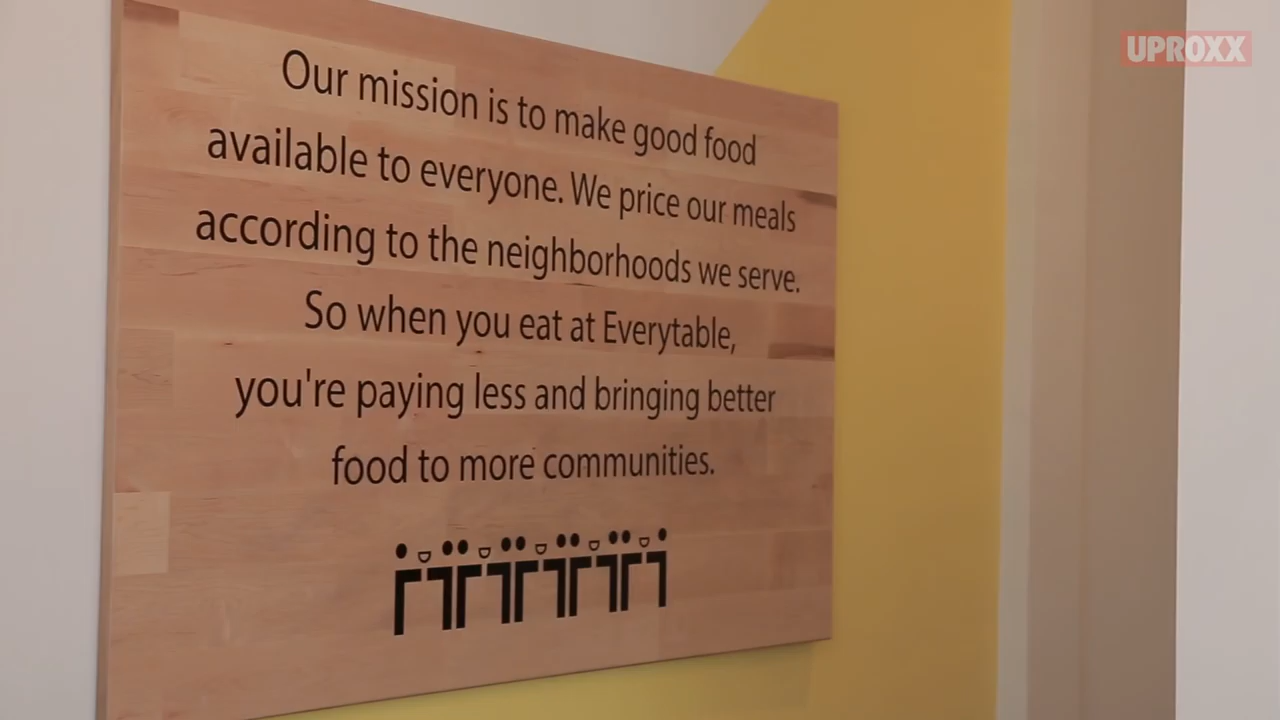 UPROXX
Our mission is to make good food
available to everyone. We price our meals
according to the neighborhoods we serve.
So when you eat at Everytable,
you're paying less and bringing better
food to more communities.